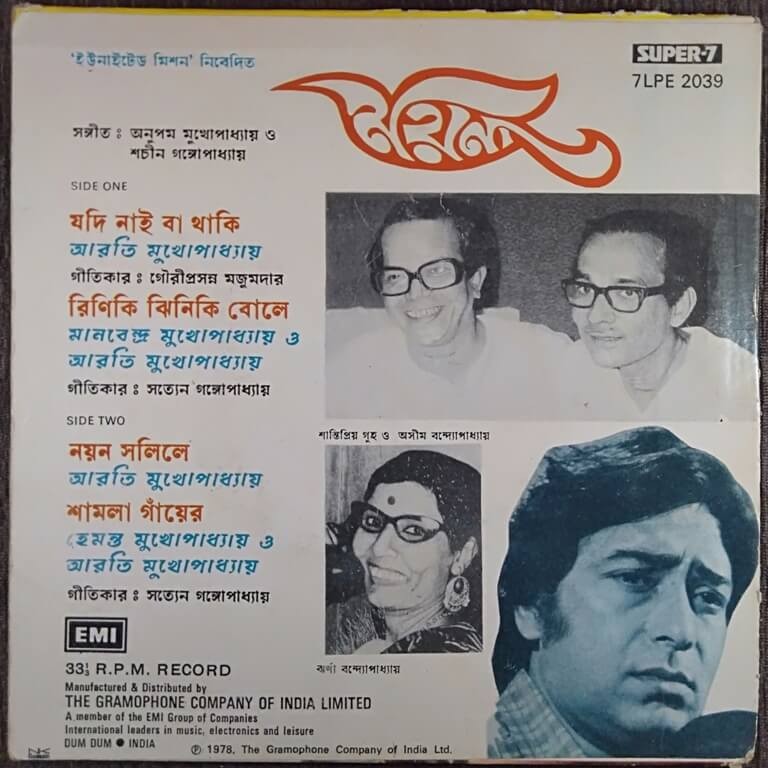 'ইউনাইটেড মিশন' নিবেদিত
SUPER-7
7LPE 2039
সঙ্গীত : অনুপম মুখোপাধ্যায় ও
শচীন গঙ্গোপাধ্যায়
SIDE ONE
যদি নাই বা থাকি
আরতি মুখোপাধ্যায়
গীতিকার : গৌরীপ্রসন্ন মজুমদার
রিণিকি ঝিনিকি বোলে
মানবেন্দ্র মুখোপাধ্যায় ও
আরতি মুখোপাধ্যায়
গীতিকার : সত্যেন গঙ্গোপাধ্যায়
SIDE TWO
নয়ন সলিলে
আরতি মুখোপাধ্যায়
শামলা গাঁয়ের
হেমন্ত মুখোপাধ্যায় ও
আরতি মুখোপাধ্যায়
গীতিকার : সত্যেন গঙ্গোপাধ্যায়
শান্তিপ্রিয় গুহ ও অসীম বন্দ্যোপাধ্যায়
ঝর্ণা বন্দ্যোপাধ্যায়
EMI
33⅓ R.P.M. RECORD
Manufactured & Distributed by
THE GRAMOPHONE COMPANY OF INDIA LIMITED
A member of the EMI Group of Companies
International leaders in music, electronics and leisure
DUM DUM ● INDIA
℗ 1978, The Gramophone Company of India Ltd.